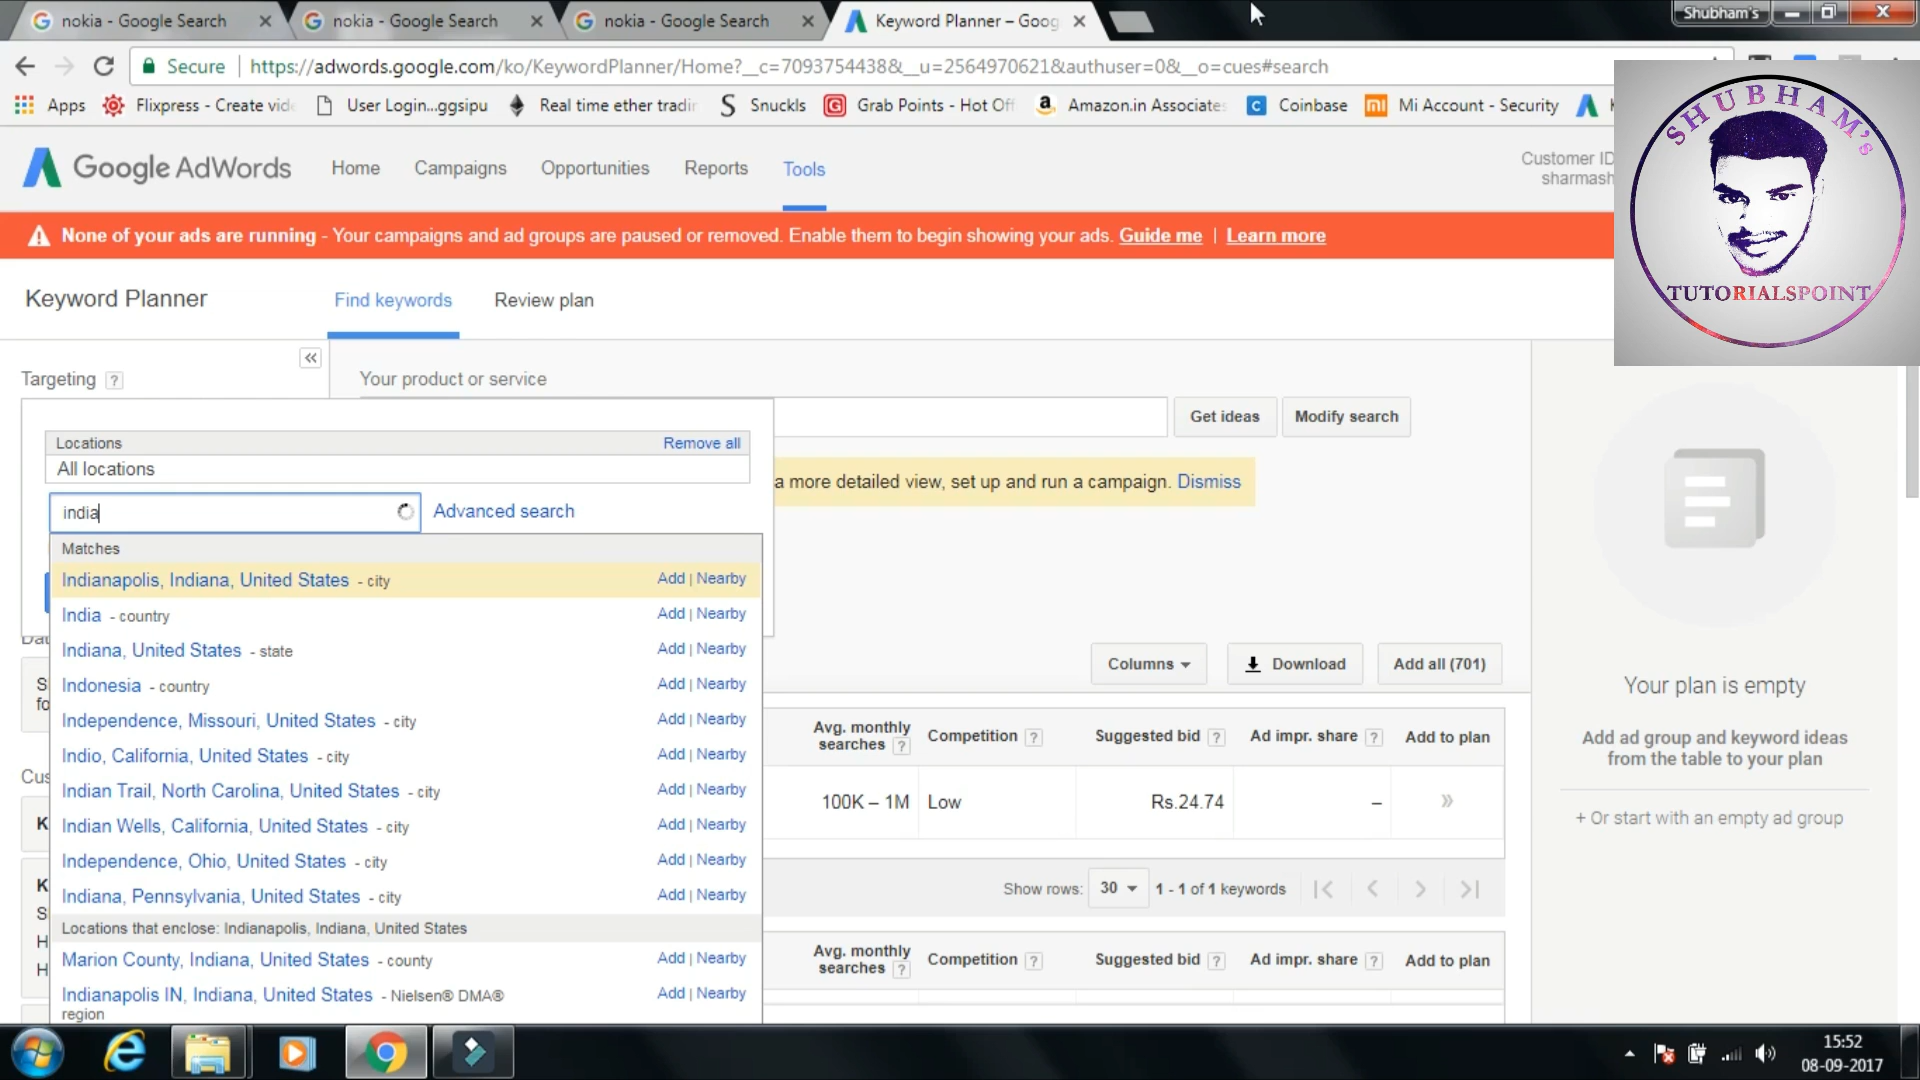 nokia - Google Search
nokia - Google Search
nokia - Google Search
Keyword Planner – Goog
Shubham's
Secure
https://adwords.google.com/ko/KeywordPlanner/Home?__c=7093754438&__u=2564970621&authuser=0&__o=cues#search
Apps
Flixpress - Create vide
User Login...ggsipu
Real time ether tradin
Snuckls
Grab Points - Hot Off
Amazon.in Associates
Coinbase
Mi Account - Security
SHUBHAM's
TUTORIALSPOINT
Google AdWords
Home
Campaigns
Opportunities
Reports
Tools
Customer ID
sharmash
None of your ads are running - Your campaigns and ad groups are paused or removed. Enable them to begin showing your ads. Guide me | Learn more
Keyword Planner
Find keywords
Review plan
Targeting ?
Your product or service
Get ideas
Modify search
Locations
Remove all
All locations
a more detailed view, set up and run a campaign. Dismiss
india
Advanced search
Matches
Indianapolis, Indiana, United States - city Add | Nearby
India - country Add | Nearby
Indiana, United States - state Add | Nearby
Indonesia - country Add | Nearby
Independence, Missouri, United States - city Add | Nearby
Indio, California, United States - city Add | Nearby
Indian Trail, North Carolina, United States - city Add | Nearby
Indian Wells, California, United States - city Add | Nearby
Independence, Ohio, United States - city Add | Nearby
Indiana, Pennsylvania, United States - city Add | Nearby
Locations that enclose: Indianapolis, Indiana, United States
Marion County, Indiana, United States - county Add | Nearby
Indianapolis IN, Indiana, United States - Nielsen® DMA® Add | Nearby
region
Columns
Download
Add all (701)
Avg. monthly searches ? Competition ? Suggested bid ? Ad impr. share ? Add to plan
100K – 1M Low Rs.24.74 – »
Show rows: 30 1 - 1 of 1 keywords
Avg. monthly searches ? Competition ? Suggested bid ? Ad impr. share ? Add to plan
Your plan is empty
Add ad group and keyword ideas
from the table to your plan
+ Or start with an empty ad group
15:52
08-09-2017